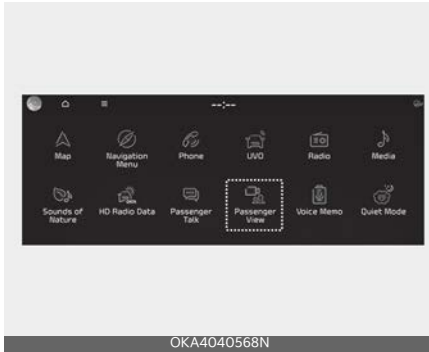 --:--
Map
Navigation
Menu
Phone
UVO
Radio
Media
Sounds of
Nature
HD Radio Data
Passenger
Talk
Passenger
View
Voice Memo
Quiet Mode
OKA4040568N